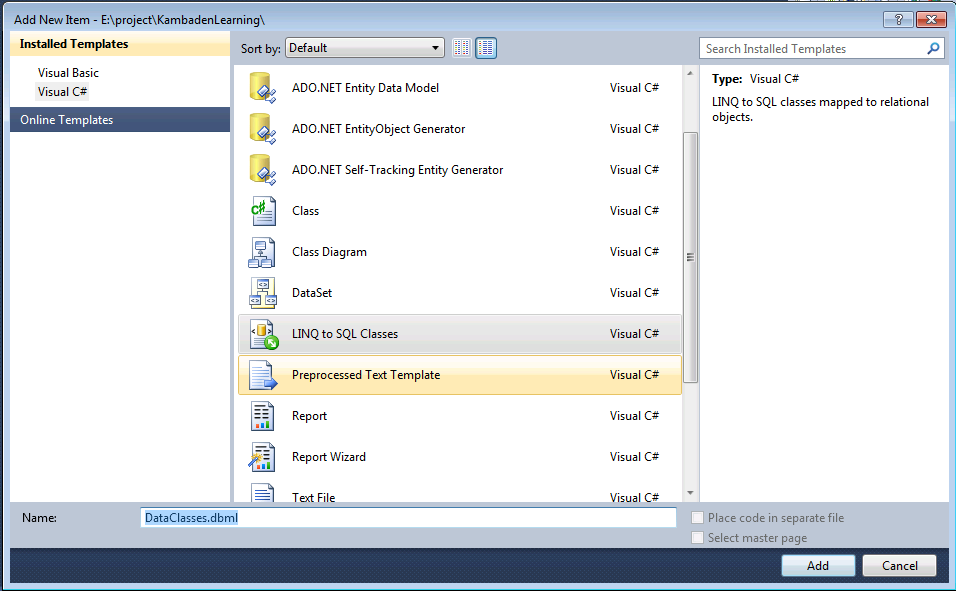 Add New Item - E:\project\KambadenLearning\
Installed Templates
Visual Basic
Visual C#
Online Templates
Sort by: Default
Search Installed Templates
ADO.NET Entity Data Model Visual C#
ADO.NET EntityObject Generator Visual C#
ADO.NET Self-Tracking Entity Generator Visual C#
C# Class Visual C#
Class Diagram Visual C#
DataSet Visual C#
LINQ to SQL Classes Visual C#
Preprocessed Text Template Visual C#
Report Visual C#
Report Wizard Visual C#
Text File Visual C#
Type: Visual C#
LINQ to SQL classes mapped to relational
objects.
Name: DataClasses.dbml
Place code in separate file
Select master page
Add Cancel